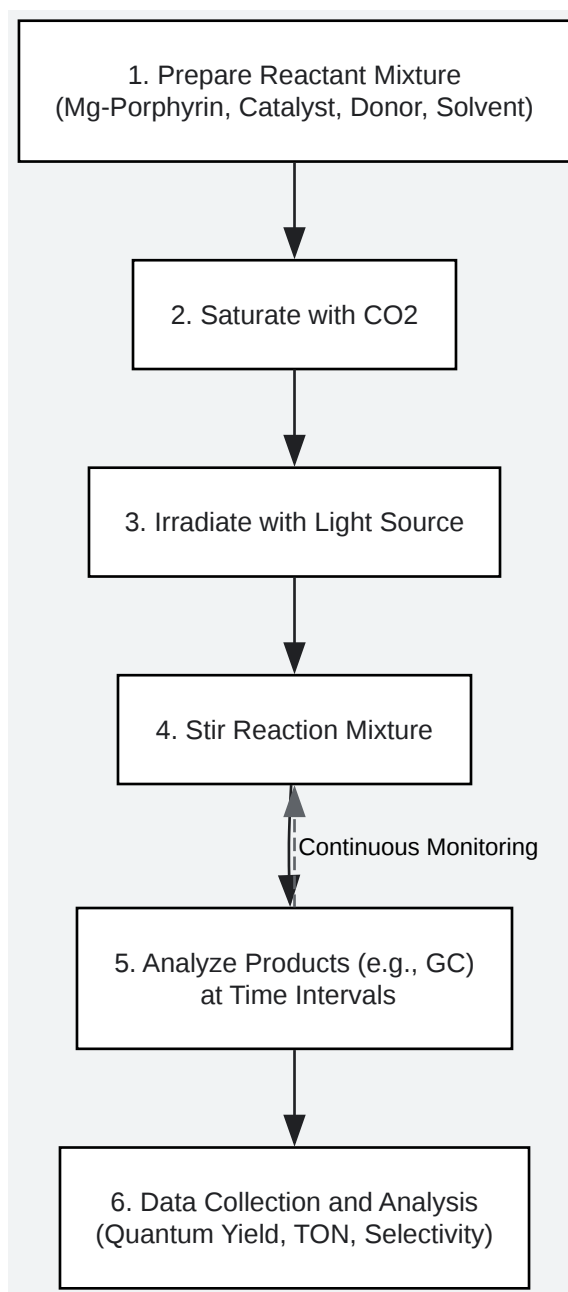 1. Prepare Reactant Mixture
(Mg-Porphyrin, Catalyst, Donor, Solvent)
2. Saturate with CO2
3. Irradiate with Light Source
4. Stir Reaction Mixture
Continuous Monitoring
5. Analyze Products (e.g., GC)
at Time Intervals
6. Data Collection and Analysis
(Quantum Yield, TON, Selectivity)